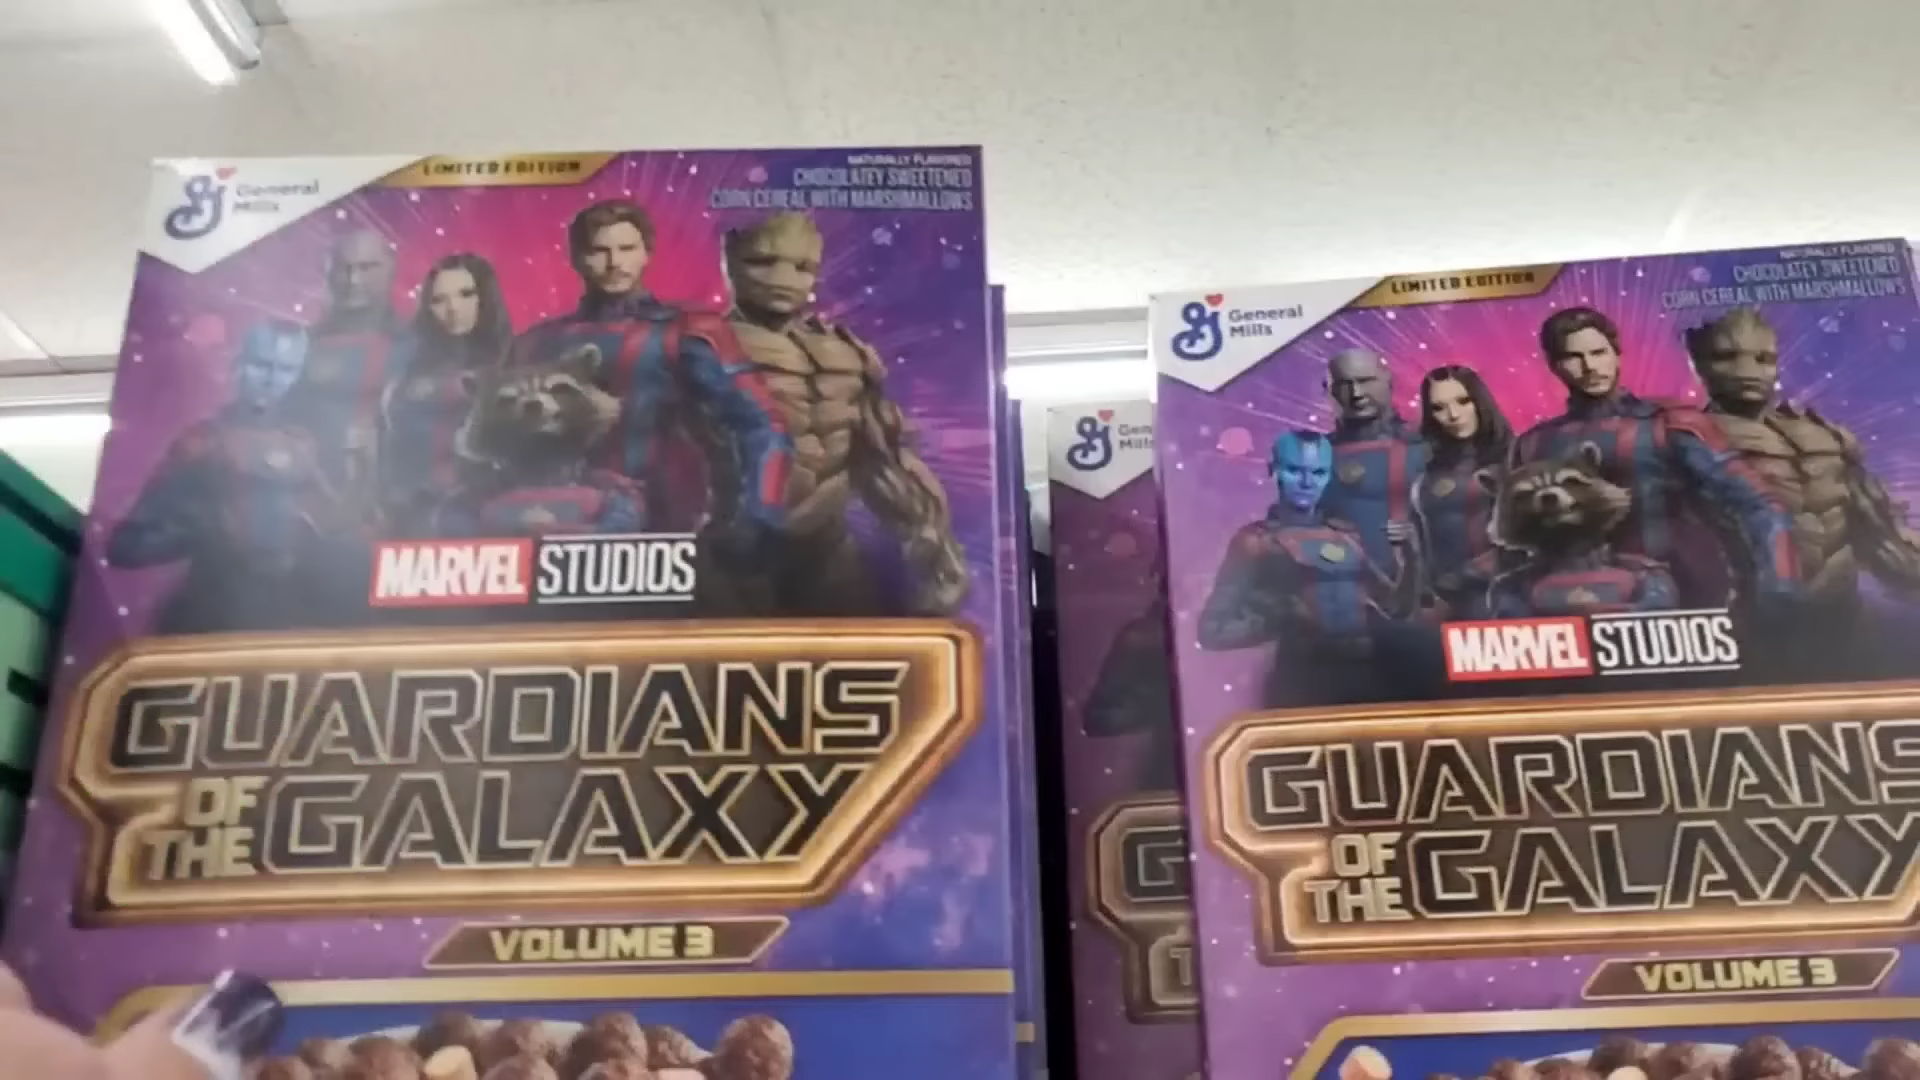 General
Mills
LIMITED EDITION
NATURALLY FLAVORED
CHOCOLATEY SWEETENED
CORN CEREAL WITH MARSHMALLOWS
MARVEL STUDIOS
GUARDIANS
OF THE GALAXY
VOLUME 3
Gen
Mills
G
T
General
Mills
LIMITED EDITION
NATURALLY FLAVORED
CHOCOLATEY SWEETENED
CORN CEREAL WITH MARSHMALLOWS
MARVEL STUDIOS
GUARDIANS
OF THE GALAXY
VOLUME 3